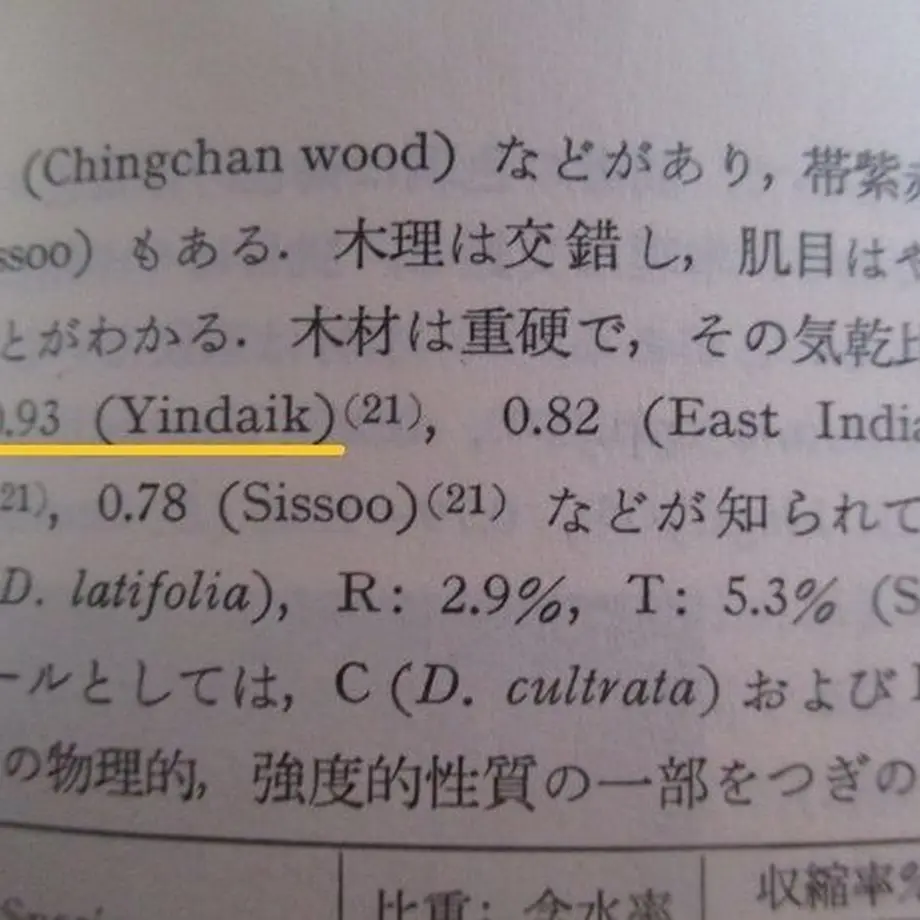 (Chingchan wood) などがあり，帯紫
ssoo) もある．木理は交錯し，肌目は
とがわかる．木材は重硬で，その気乾比
0.93 (Yindaik)(21), 0.82 (East India
21), 0.78 (Sissoo)(21) などが知られて
D. latifolia), R: 2.9%, T: 5.3% (S
ールとしては，C (D. cultrata) および
の物理的，強度的性質の一部をつぎの
比重：含水率
収縮率%